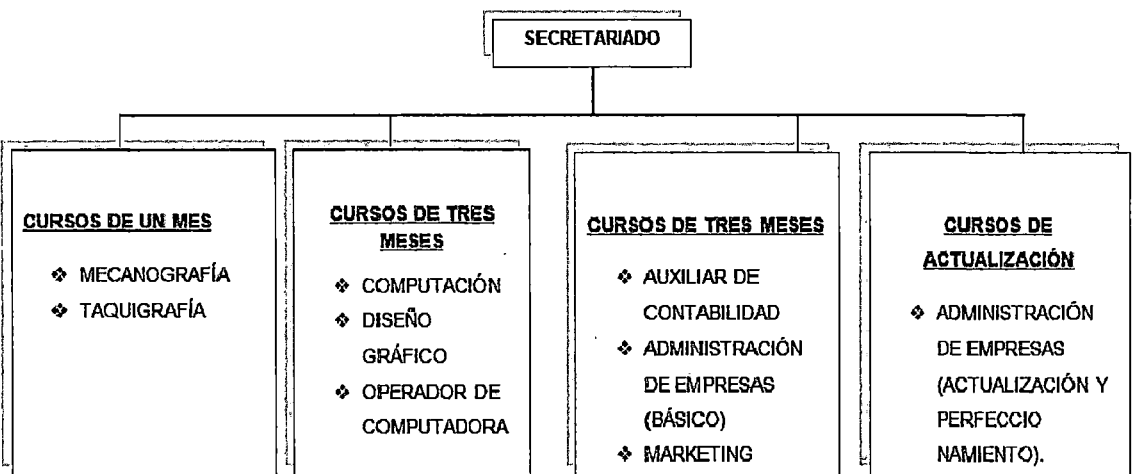 SECRETARIADO
CURSOS DE UN MES
❖ MECANOGRAFÍA
❖ TAQUIGRAFÍA
CURSOS DE TRES
MESES
❖ COMPUTACIÓN
❖ DISEÑO
GRÁFICO
❖ OPERADOR DE
COMPUTADORA
CURSOS DE TRES MESES
❖ AUXILIAR DE
CONTABILIDAD
❖ ADMINISTRACIÓN
DE EMPRESAS
(BÁSICO)
❖ MARKETING
CURSOS DE
ACTUALIZACIÓN
❖ ADMINISTRACIÓN
DE EMPRESAS
(ACTUALIZACIÓN Y
PERFECCIO
NAMIENTO).